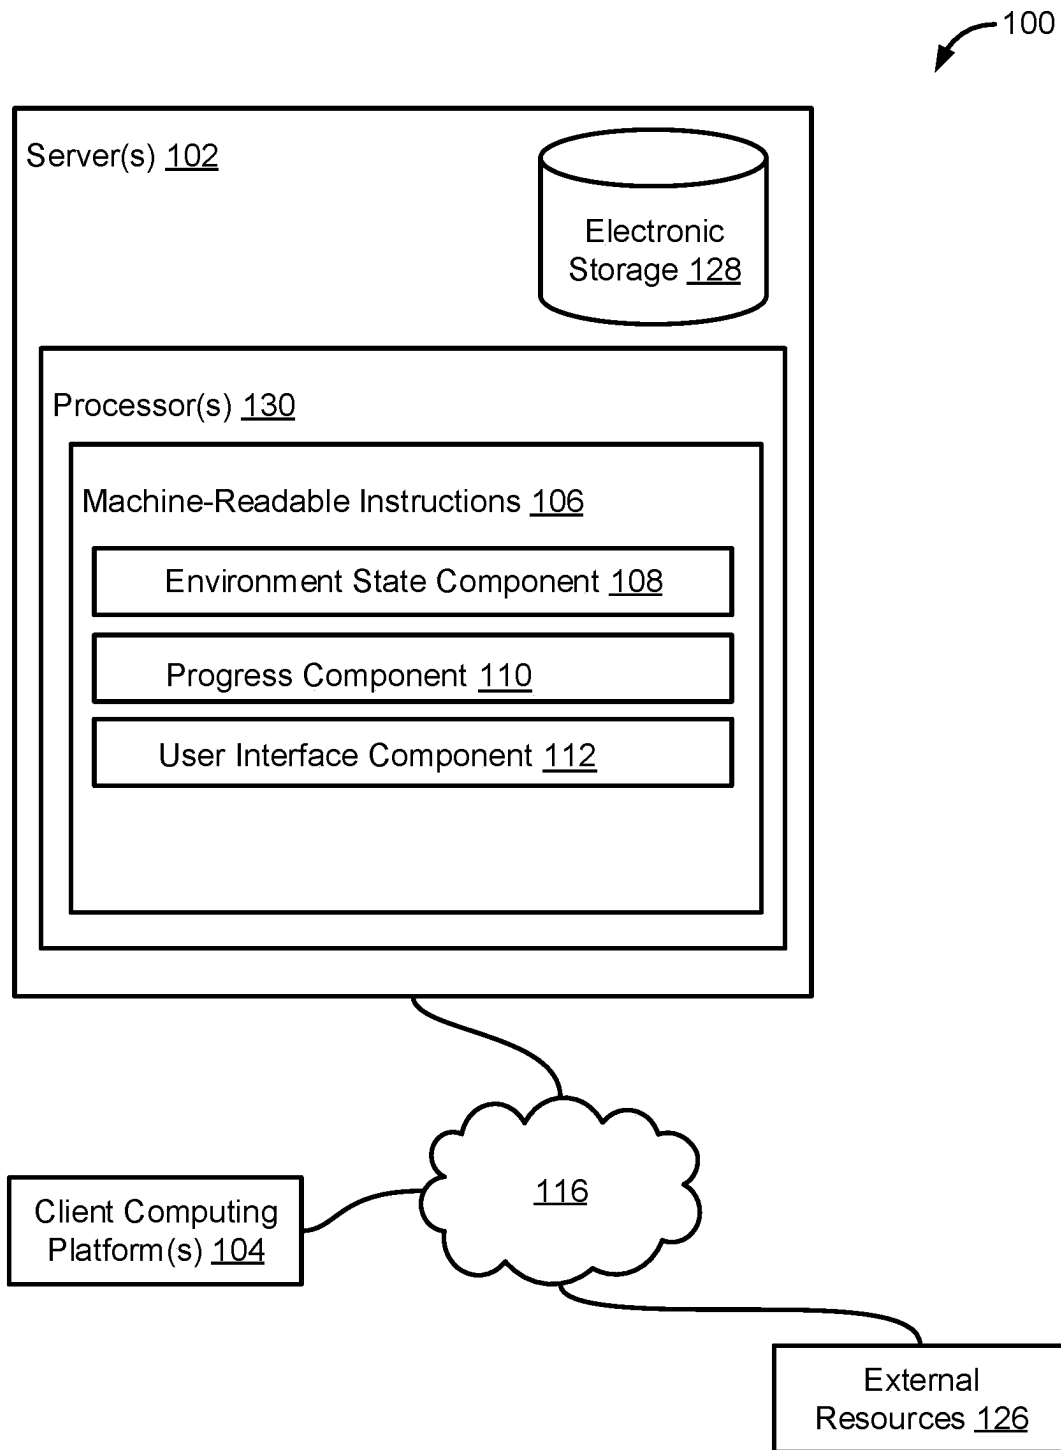 100
Server(s) 102
Electronic
Storage 128
Processor(s) 130
Machine-Readable Instructions 106
Environment State Component 108
Progress Component 110
User Interface Component 112
116
Client Computing
Platform(s) 104
External
Resources 126